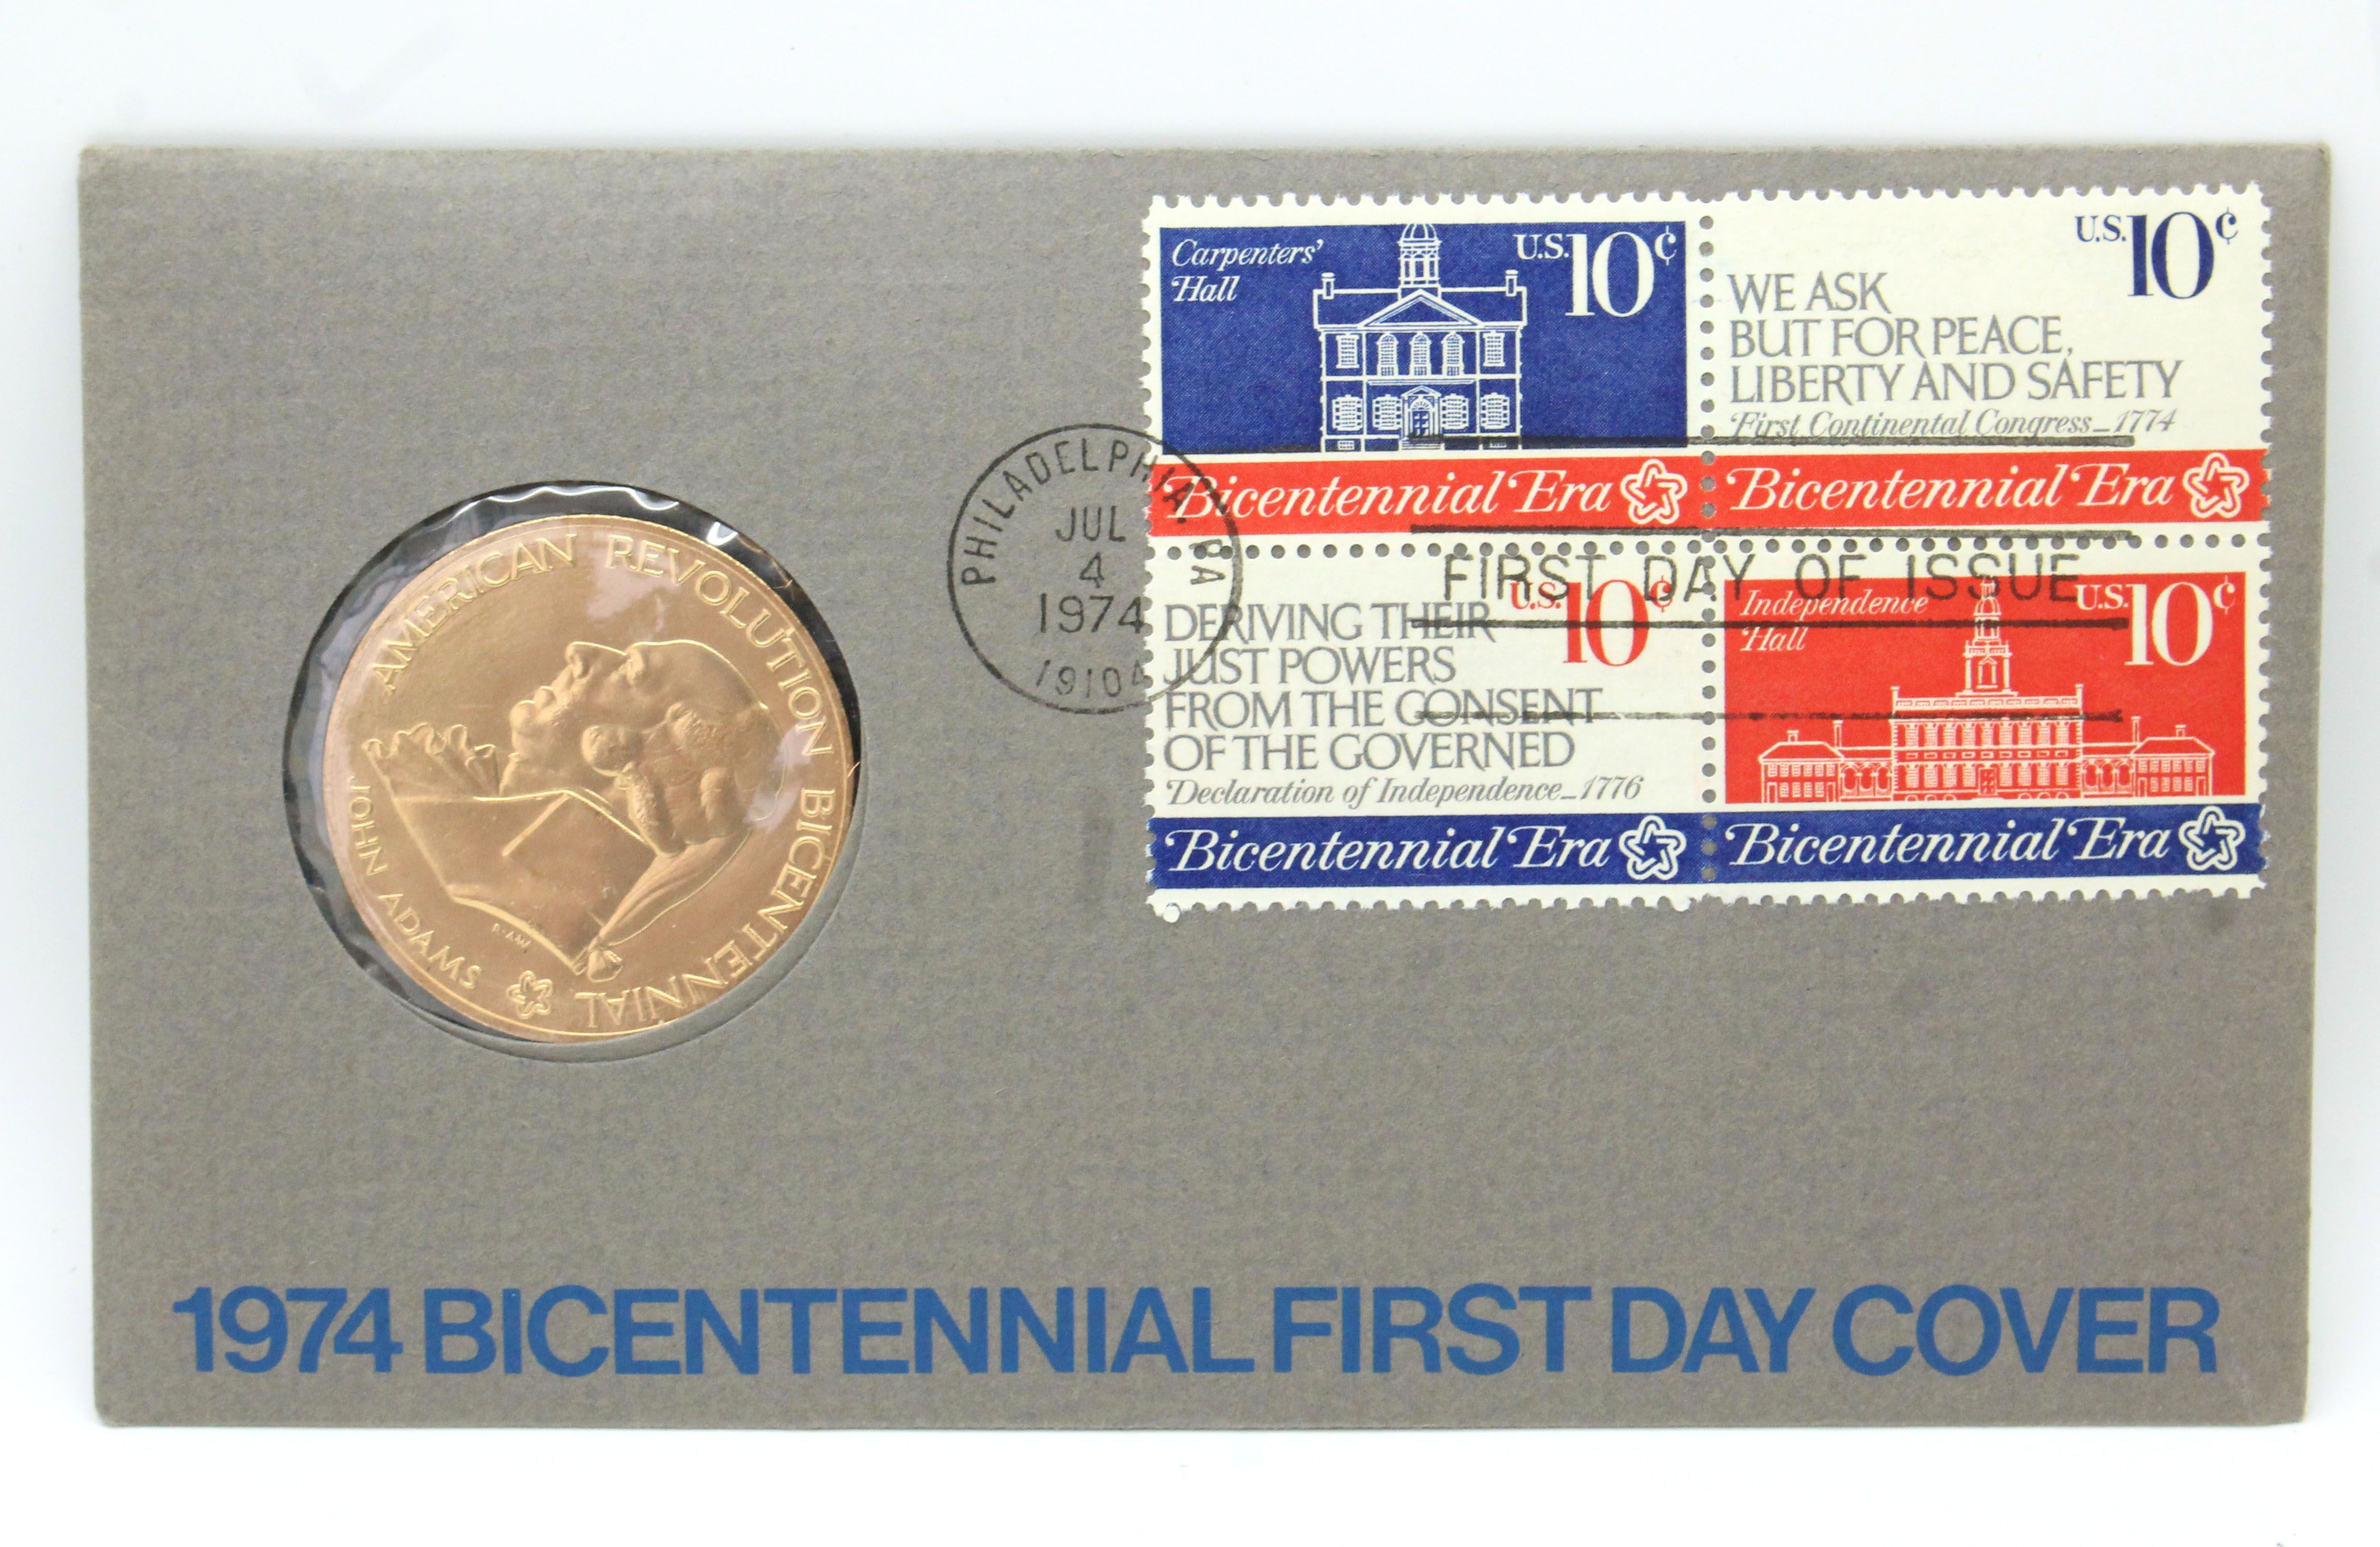 AMERICAN REVOLUTION BICENTENNIAL
JOHN ADAMS
PHILADELPHIA, PA
JUL
4
1974
19104
Carpenters'
Hall
U.S. 10¢
Bicentennial Era
U.S. 10¢
WE ASK
BUT FOR PEACE,
LIBERTY AND SAFETY
First Continental Congress_1774
Bicentennial Era
FIRST DAY OF ISSUE
U.S. 10¢
DERIVING THEIR
JUST POWERS
FROM THE CONSENT
OF THE GOVERNED
Declaration of Independence_1776
Bicentennial Era
Independence
Hall
U.S. 10¢
Bicentennial Era
1974 BICENTENNIAL FIRST DAY COVER